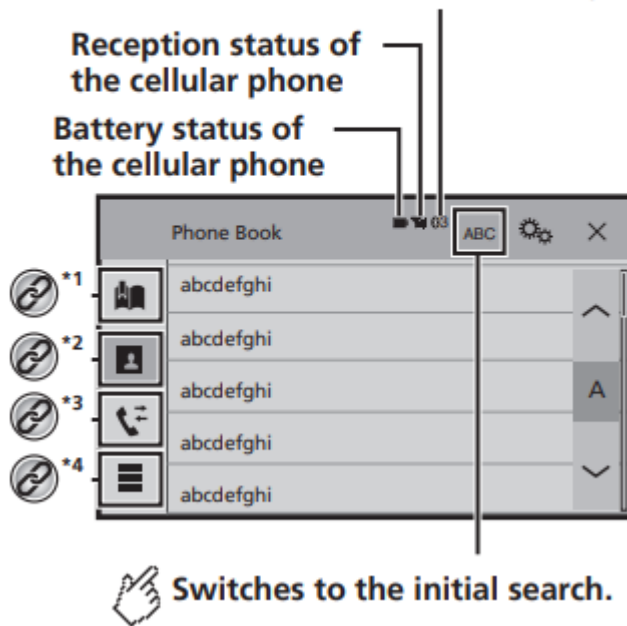 Reception status of
the cellular phone
Battery status of
the cellular phone
Phone Book
ABC
*1
abcdefghi
*2
abcdefghi
abcdefghi
A
*3
abcdefghi
*4
abcdefghi
Switches to the initial search.